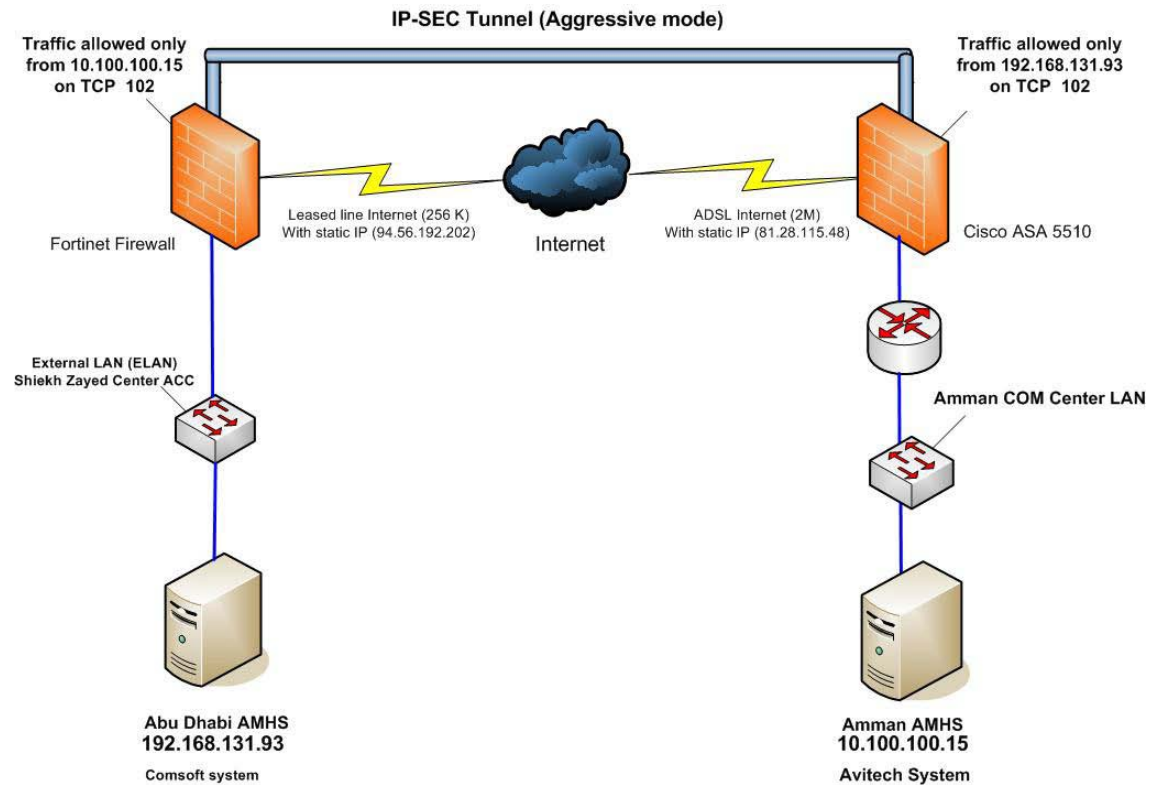 IP-SEC Tunnel (Aggressive mode)
Traffic allowed only
from 10.100.100.15
on TCP 102
Traffic allowed only
from 192.168.131.93
on TCP 102
Leased line Internet (256 K)
With static IP (94.56.192.202)
Internet
ADSL Internet (2M)
With static IP (81.28.115.48)
Fortinet Firewall
Cisco ASA 5510
External LAN (ELAN)
Shiekh Zayed Center ACC
Amman COM Center LAN
Abu Dhabi AMHS
192.168.131.93
Comsoft system
Amman AMHS
10.100.100.15
Avitech System